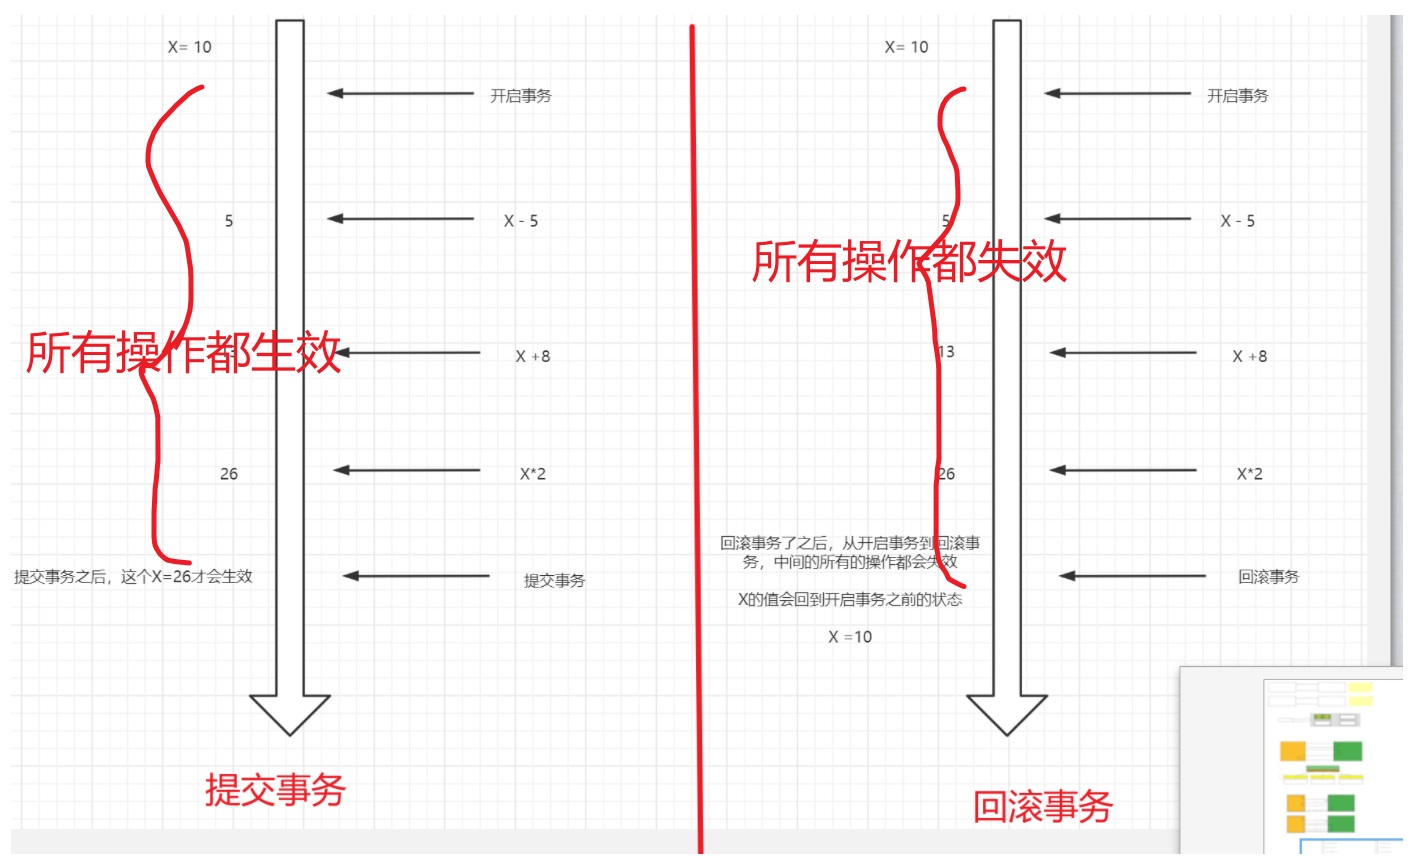 X= 10
开启事务
5
X - 5
所有操作都生效
X +8
26
X*2
提交事务之后，这个X=26才会生效
提交事务
提交事务
X= 10
开启事务
5
X - 5
所有操作都失效
13
X +8
26
X*2
回滚事务了之后，从开启事务到回滚事
务，中间的所有的操作都会失效
回滚事务
X的值会回到开启事务之前的状态
X =10
回滚事务